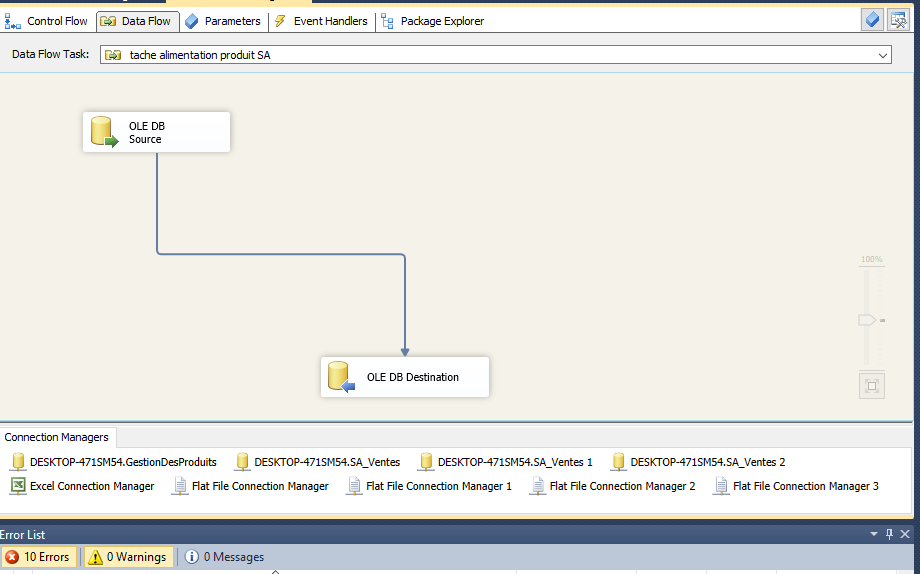 Control Flow Data Flow Parameters Event Handlers Package Explorer
Data Flow Task: tache alimentation produit SA
OLE DB
Source
100%
OLE DB Destination
Connection Managers
DESKTOP-471SM54.GestionDesProduits DESKTOP-471SM54.SA_Ventes DESKTOP-471SM54.SA_Ventes 1 DESKTOP-471SM54.SA_Ventes 2
Excel Connection Manager Flat File Connection Manager Flat File Connection Manager 1 Flat File Connection Manager 2 Flat File Connection Manager 3
Error List
10 Errors 0 Warnings 0 Messages